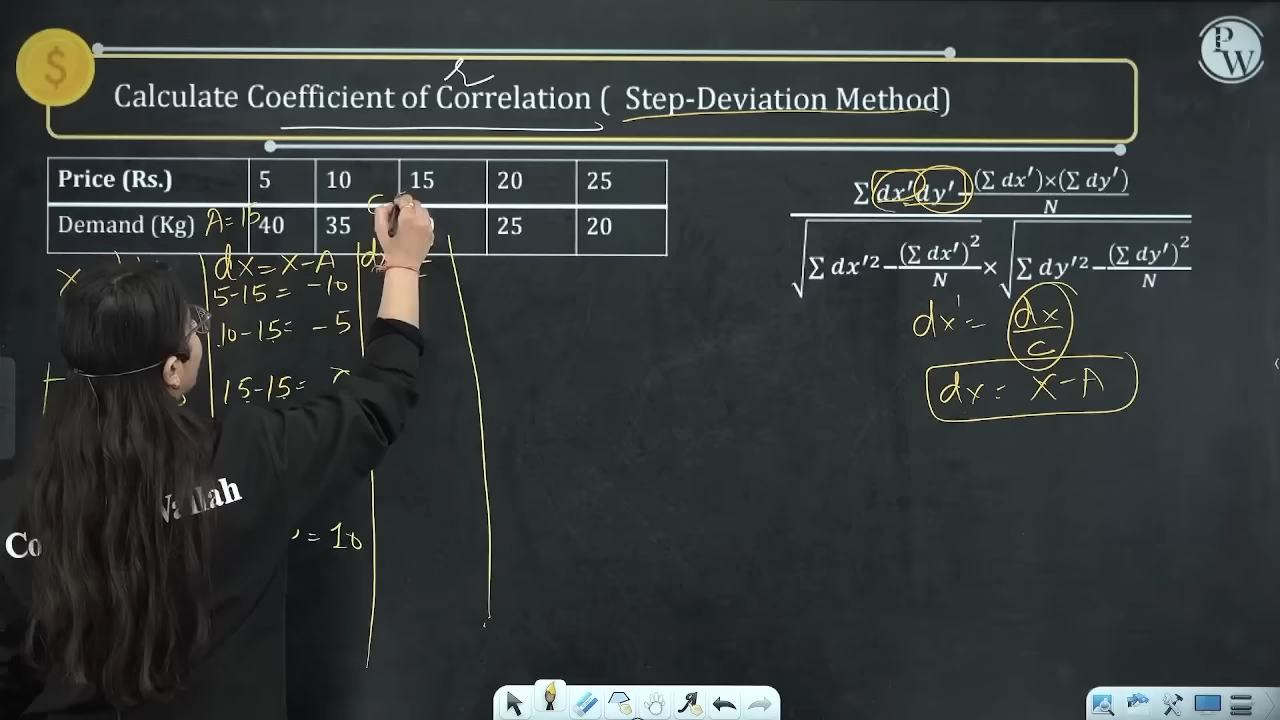 PW
$
r
Calculate Coefficient of Correlation ( Step-Deviation Method)
Price (Rs.) 5 10 15 20 25
Demand (Kg) 40 35 25 20
A=15
x
dx = x-A
5-15 = -10
10-15= -5
15-15=
= 10
∑ dx′dy′ − (∑ dx′)×(∑ dy′)
N
∑ dx′² − (∑ dx′)² × ∑ dy′² − (∑ dy′)²
N N
dx' = dx
c
dx = x-A
Wallah
Co